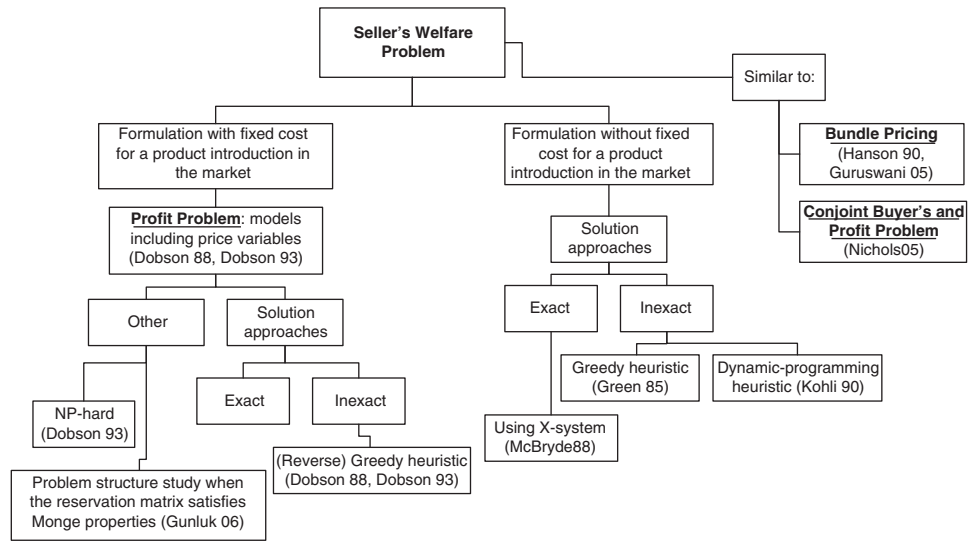 Seller's Welfare
Problem
Similar to:
Formulation with fixed cost
for a product introduction in
the market
Formulation without fixed
cost for a product
introduction in the market
Bundle Pricing
(Hanson 90,
Guruswani 05)
Conjoint Buyer's and
Profit Problem
(Nichols05)
Profit Problem: models
including price variables
(Dobson 88, Dobson 93)
Solution
approaches
Other
Solution
approaches
Exact
Inexact
Exact
Inexact
Greedy heuristic
(Green 85)
Dynamic-programming
heuristic (Kohli 90)
NP-hard
(Dobson 93)
Using X-system
(McBryde88)
(Reverse) Greedy heuristic
(Dobson 88, Dobson 93)
Problem structure study when
the reservation matrix satisfies
Monge properties (Gunluk 06)